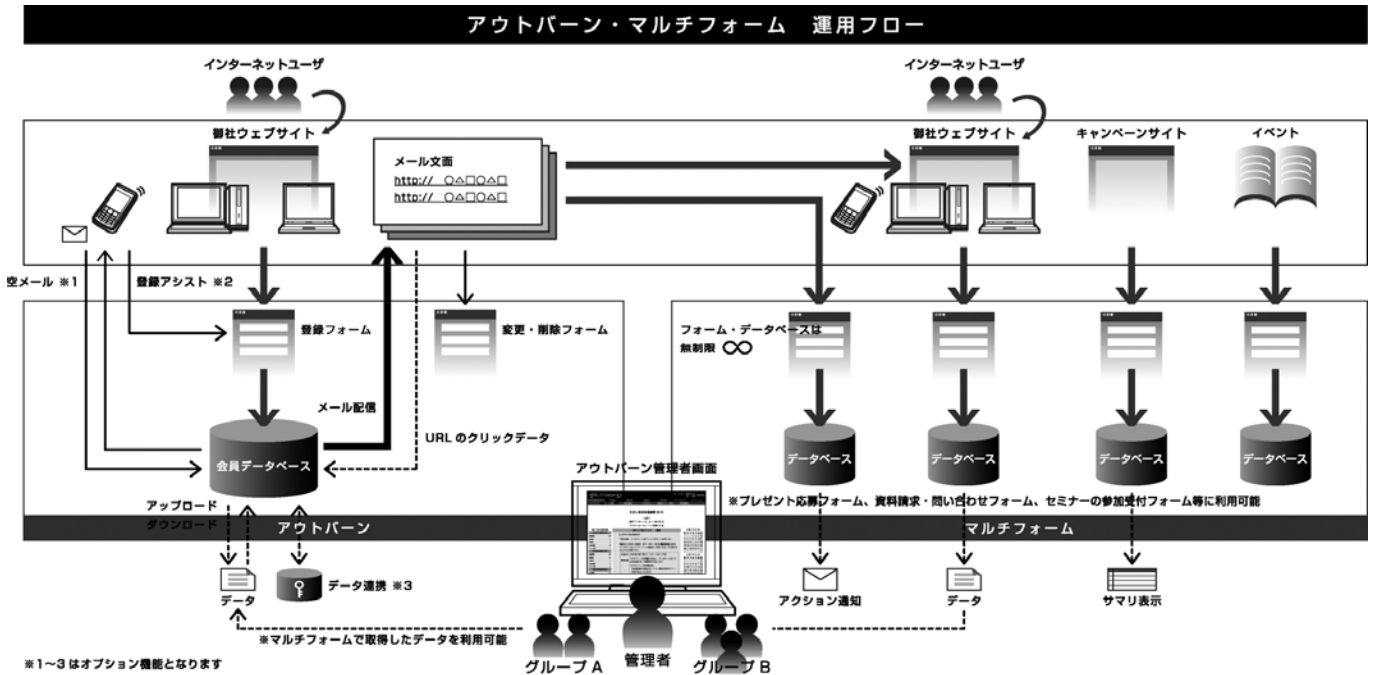 アウトバーン・マルチフォーム　運用フロー
インターネットユーザ
インターネットユーザ
御社ウェブサイト
メール文面
http://　○△□○△□
http://　○△□○△□
御社ウェブサイト
キャンペーンサイト
イベント
空メール ※1
登録アシスト ※2
登録フォーム
変更・削除フォーム
フォーム・データベースは
無制限 ∞
メール配信
URL のクリックデータ
会員データベース
データベース
データベース
データベース
データベース
アウトバーン管理者画面
※プレゼント応募フォーム、資料請求・問い合わせフォーム、セミナーの参加受付フォーム等に利用可能
アップロード
ダウンロード
アウトバーン
マルチフォーム
データ
データ連携 ※3
アクション通知
データ
サマリ表示
※マルチフォームで取得したデータを利用可能
グループ A
管理者
グループ B
※1～3 はオプション機能となります